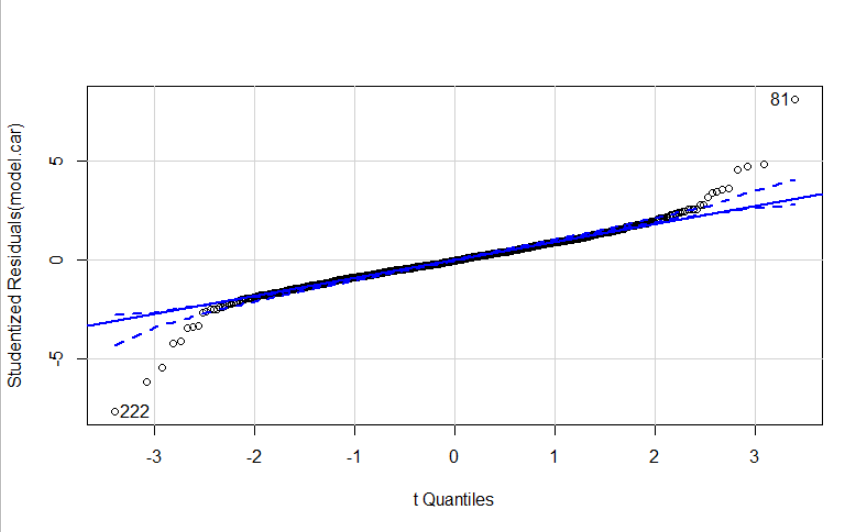 Studentized Residuals(model.car)
5
0
-5
81
222
-3 -2 -1 0 1 2 3
t Quantiles